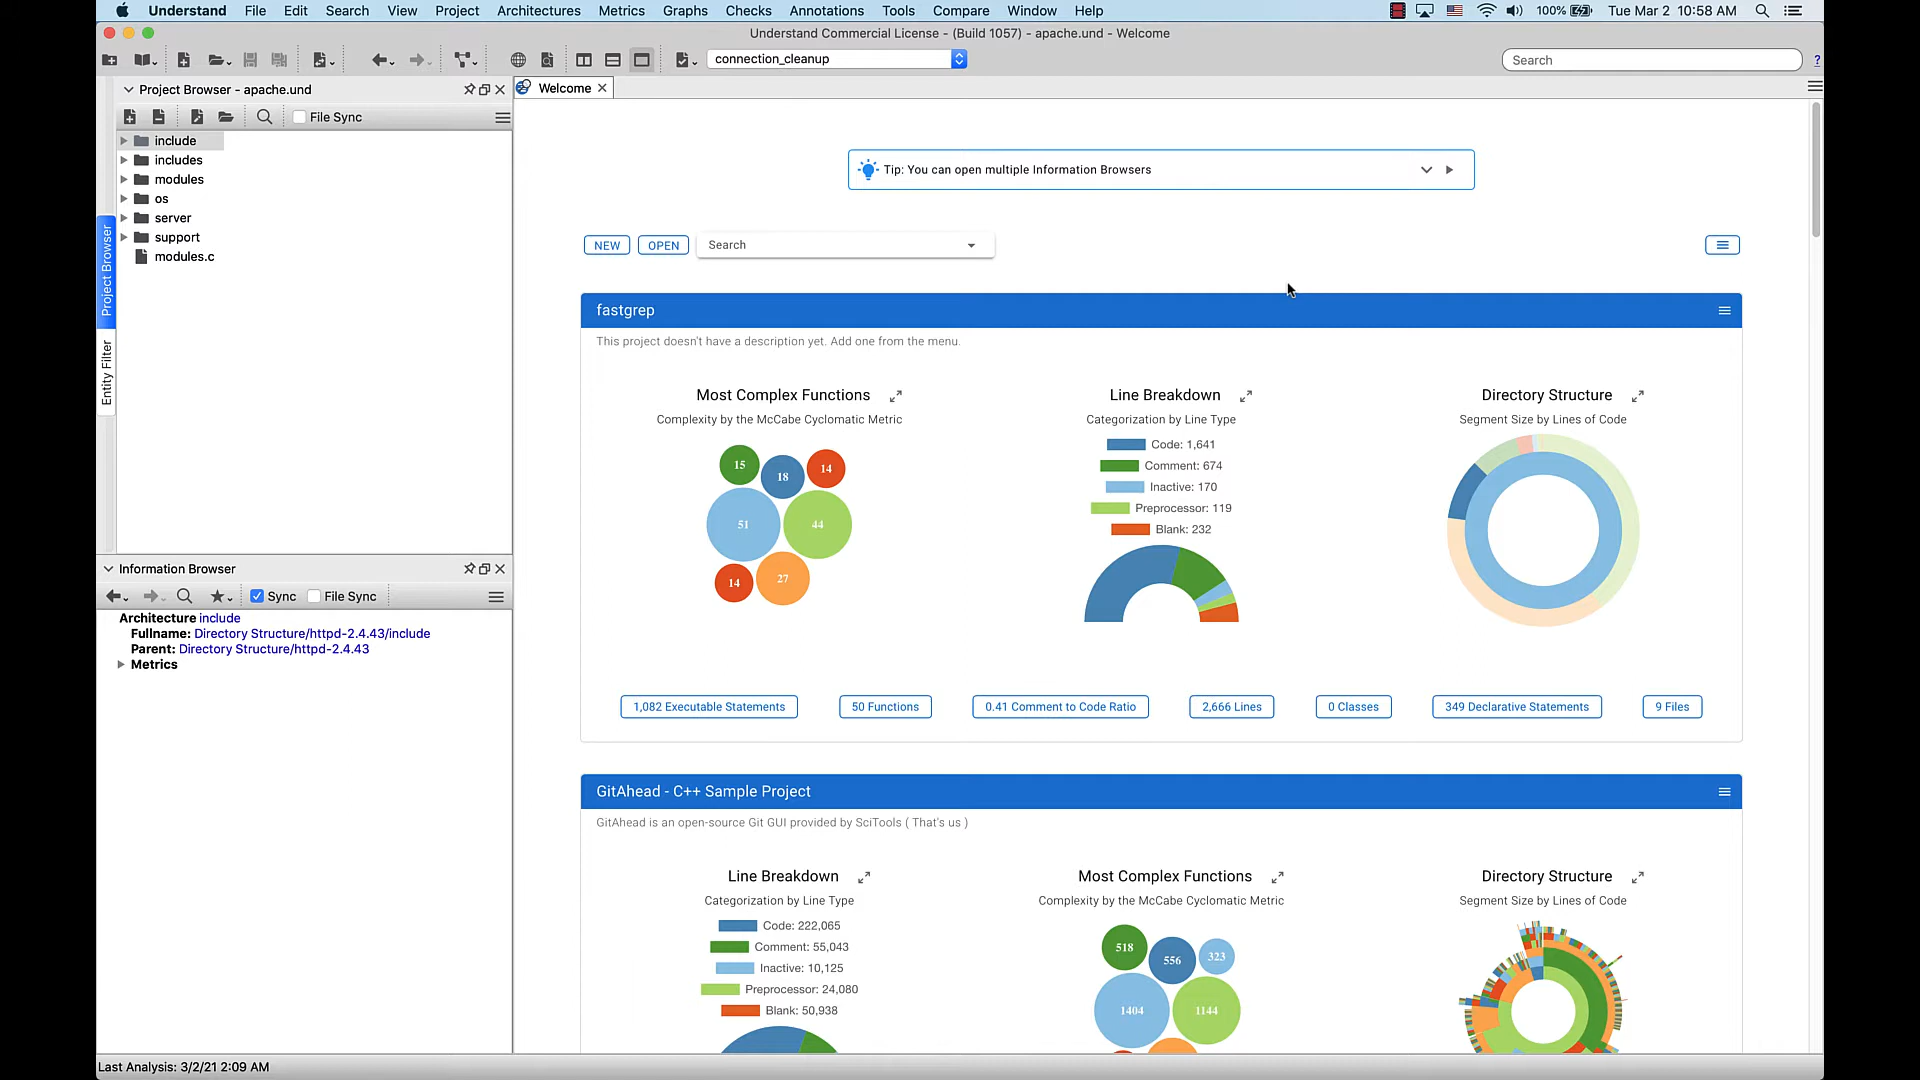 Understand File Edit Search View Project Architectures Metrics Graphs Checks Annotations Tools Compare Window Help 100% Tue Mar 2 10:58 AM
Understand Commercial License - (Build 1057) - apache.und - Welcome
connection_cleanup Search ?
Project Browser - apache.und
Welcome
File Sync
include
includes
modules
os
server
support
modules.c
Project Browser
Entity Filter
Information Browser
Sync File Sync
Architecture include
Fullname: Directory Structure/httpd-2.4.43/include
Parent: Directory Structure/httpd-2.4.43
Metrics
Tip: You can open multiple Information Browsers
NEW OPEN Search
fastgrep
This project doesn't have a description yet. Add one from the menu.
Most Complex Functions
Complexity by the McCabe Cyclomatic Metric
15 18 14
51 44
14 27
Line Breakdown
Categorization by Line Type
Code: 1,641
Comment: 674
Inactive: 170
Preprocessor: 119
Blank: 232
Directory Structure
Segment Size by Lines of Code
1,082 Executable Statements 50 Functions 0.41 Comment to Code Ratio 2,666 Lines 0 Classes 349 Declarative Statements 9 Files
GitAhead - C++ Sample Project
GitAhead is an open-source Git GUI provided by SciTools ( That's us )
Line Breakdown
Categorization by Line Type
Code: 222,065
Comment: 55,043
Inactive: 10,125
Preprocessor: 24,080
Blank: 50,938
Most Complex Functions
Complexity by the McCabe Cyclomatic Metric
518 556 323
1404 1144
Directory Structure
Segment Size by Lines of Code
Last Analysis: 3/2/21 2:09 AM